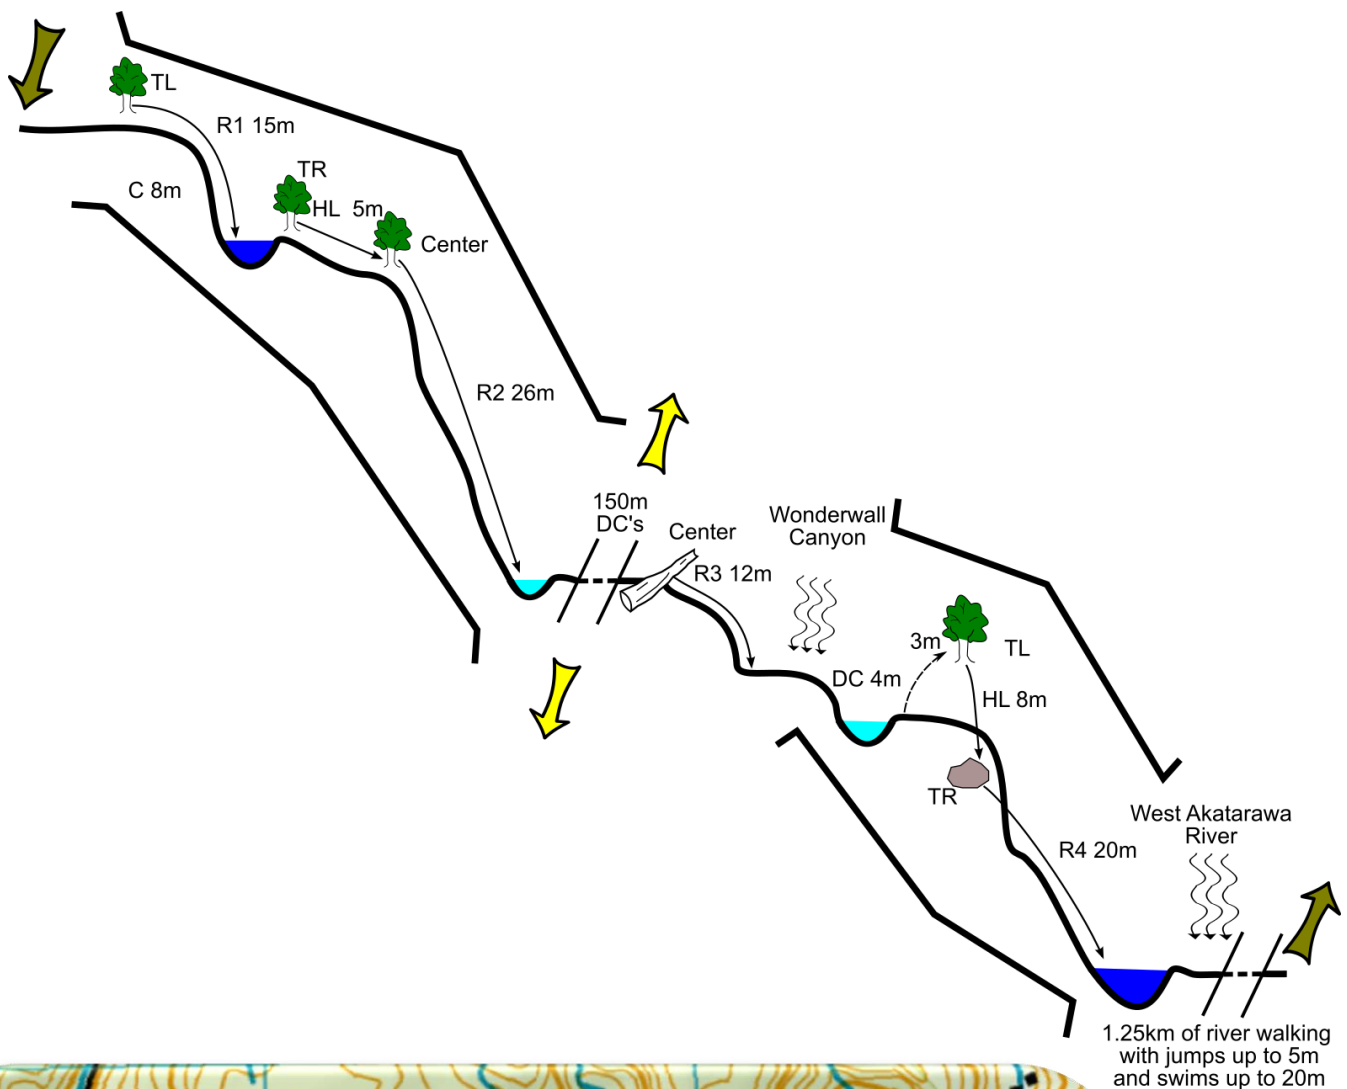 TL
R1 15m
TR
C 8m
HL 5m
Center
R2 26m
150m
DC's
Center
Wonderwall
Canyon
R3 12m
3m
TL
DC 4m
HL 8m
TR
West Akatarawa
River
R4 20m
1.25km of river walking
with jumps up to 5m
and swims up to 20m